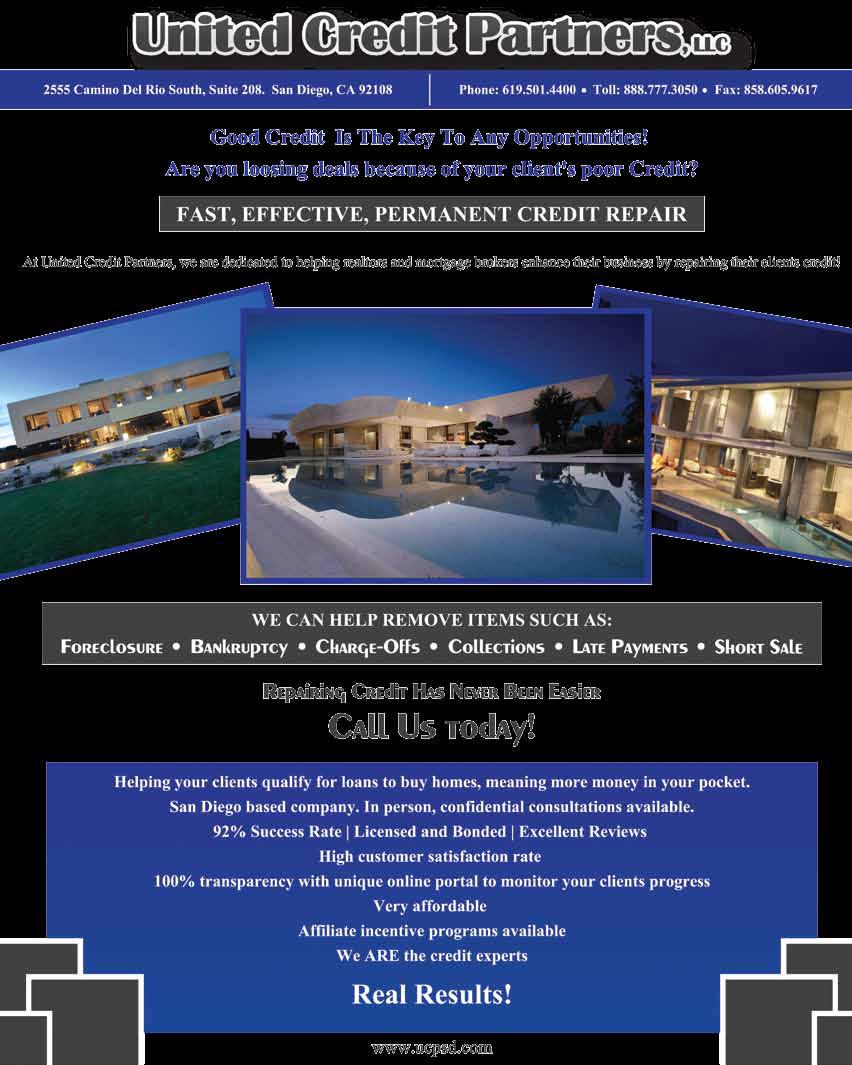 United Credit Partners, LLC
2555 Camino Del Rio South, Suite 208. San Diego, CA 92108
Phone: 619.501.4400 • Toll: 888.777.3050 • Fax: 858.605.9617
Good Credit Is The Key To Any Opportunities!
Are you loosing deals because of your client's poor Credit?
FAST, EFFECTIVE, PERMANENT CREDIT REPAIR
At United Credit Partners, we are dedicated to helping realtors and mortgage brokers enhance their business by repairing their clients credit!
WE CAN HELP REMOVE ITEMS SUCH AS:
Foreclosure • Bankruptcy • Charge-Offs • Collections • Late Payments • Short Sale
Repairing Credit Has Never Been Easier
Call Us today!
Helping your clients qualify for loans to buy homes, meaning more money in your pocket.
San Diego based company. In person, confidential consultations available.
92% Success Rate | Licensed and Bonded | Excellent Reviews
High customer satisfaction rate
100% transparency with unique online portal to monitor your clients progress
Very affordable
Affiliate incentive programs available
We ARE the credit experts
Real Results!
www.ucpsd.com